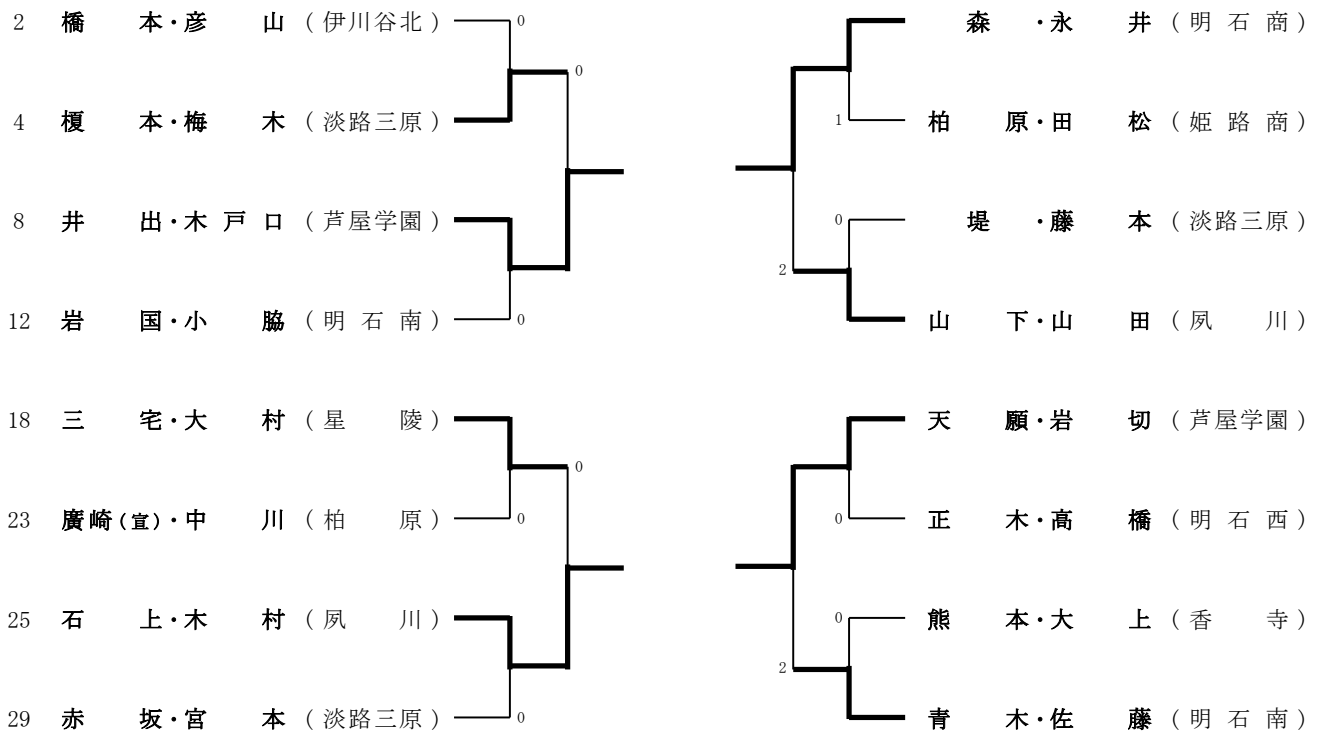 2 橋本・彦山 (伊川谷北) 0
0
4 榎本・梅木 (淡路三原)
8 井出・木戸口 (芦屋学園)
12 岩国・小脇 (明石南) 0
18 三宅・大村 (星陵)
0
23 廣崎(宣)・中川 (柏原) 0
25 石上・木村 (夙川)
29 赤坂・宮本 (淡路三原) 0
森・永井 (明石商)
1 柏原・田松 (姫路商)
0 堤・藤本 (淡路三原)
2
山下・山田 (夙川)
天願・岩切 (芦屋学園)
0 正木・高橋 (明石西)
0 熊本・大上 (香寺)
2
青木・佐藤 (明石南)